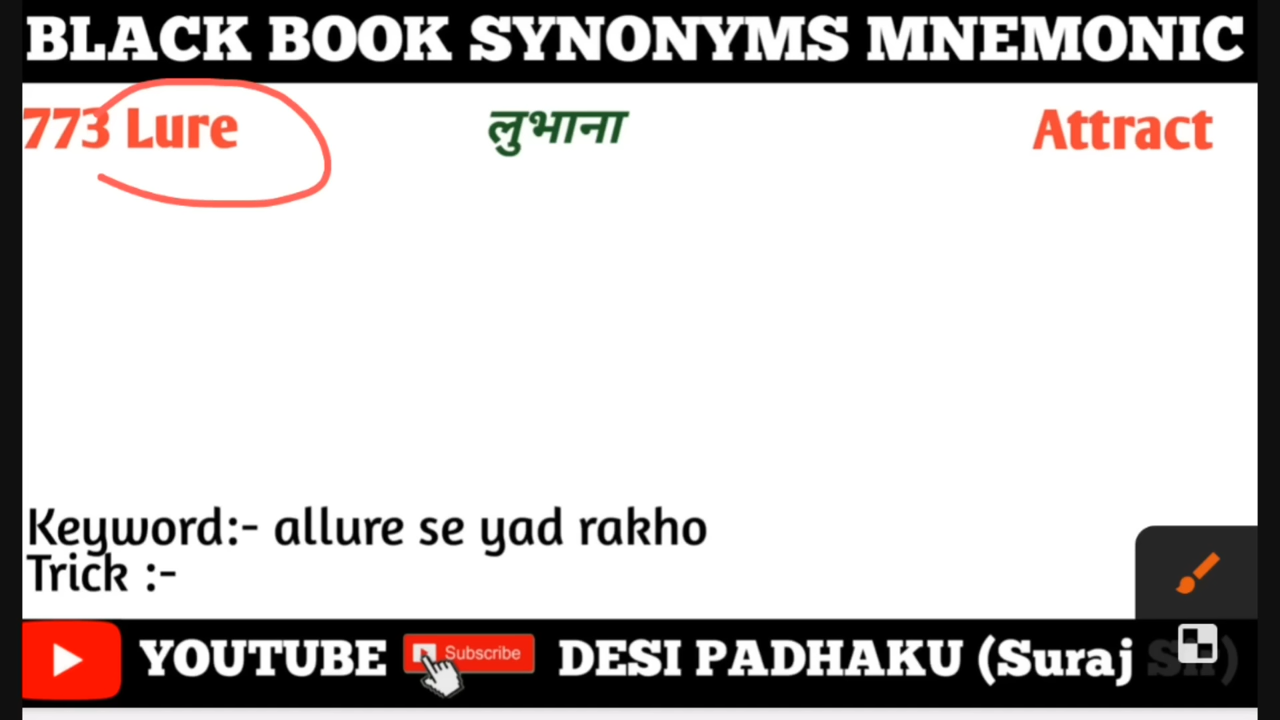 BLACK BOOK SYNONYMS MNEMONIC
773 Lure लुभाना Attract
Keyword:- allure se yad rakho
Trick :-
YOUTUBE Subscribe DESI PADHAKU (Suraj